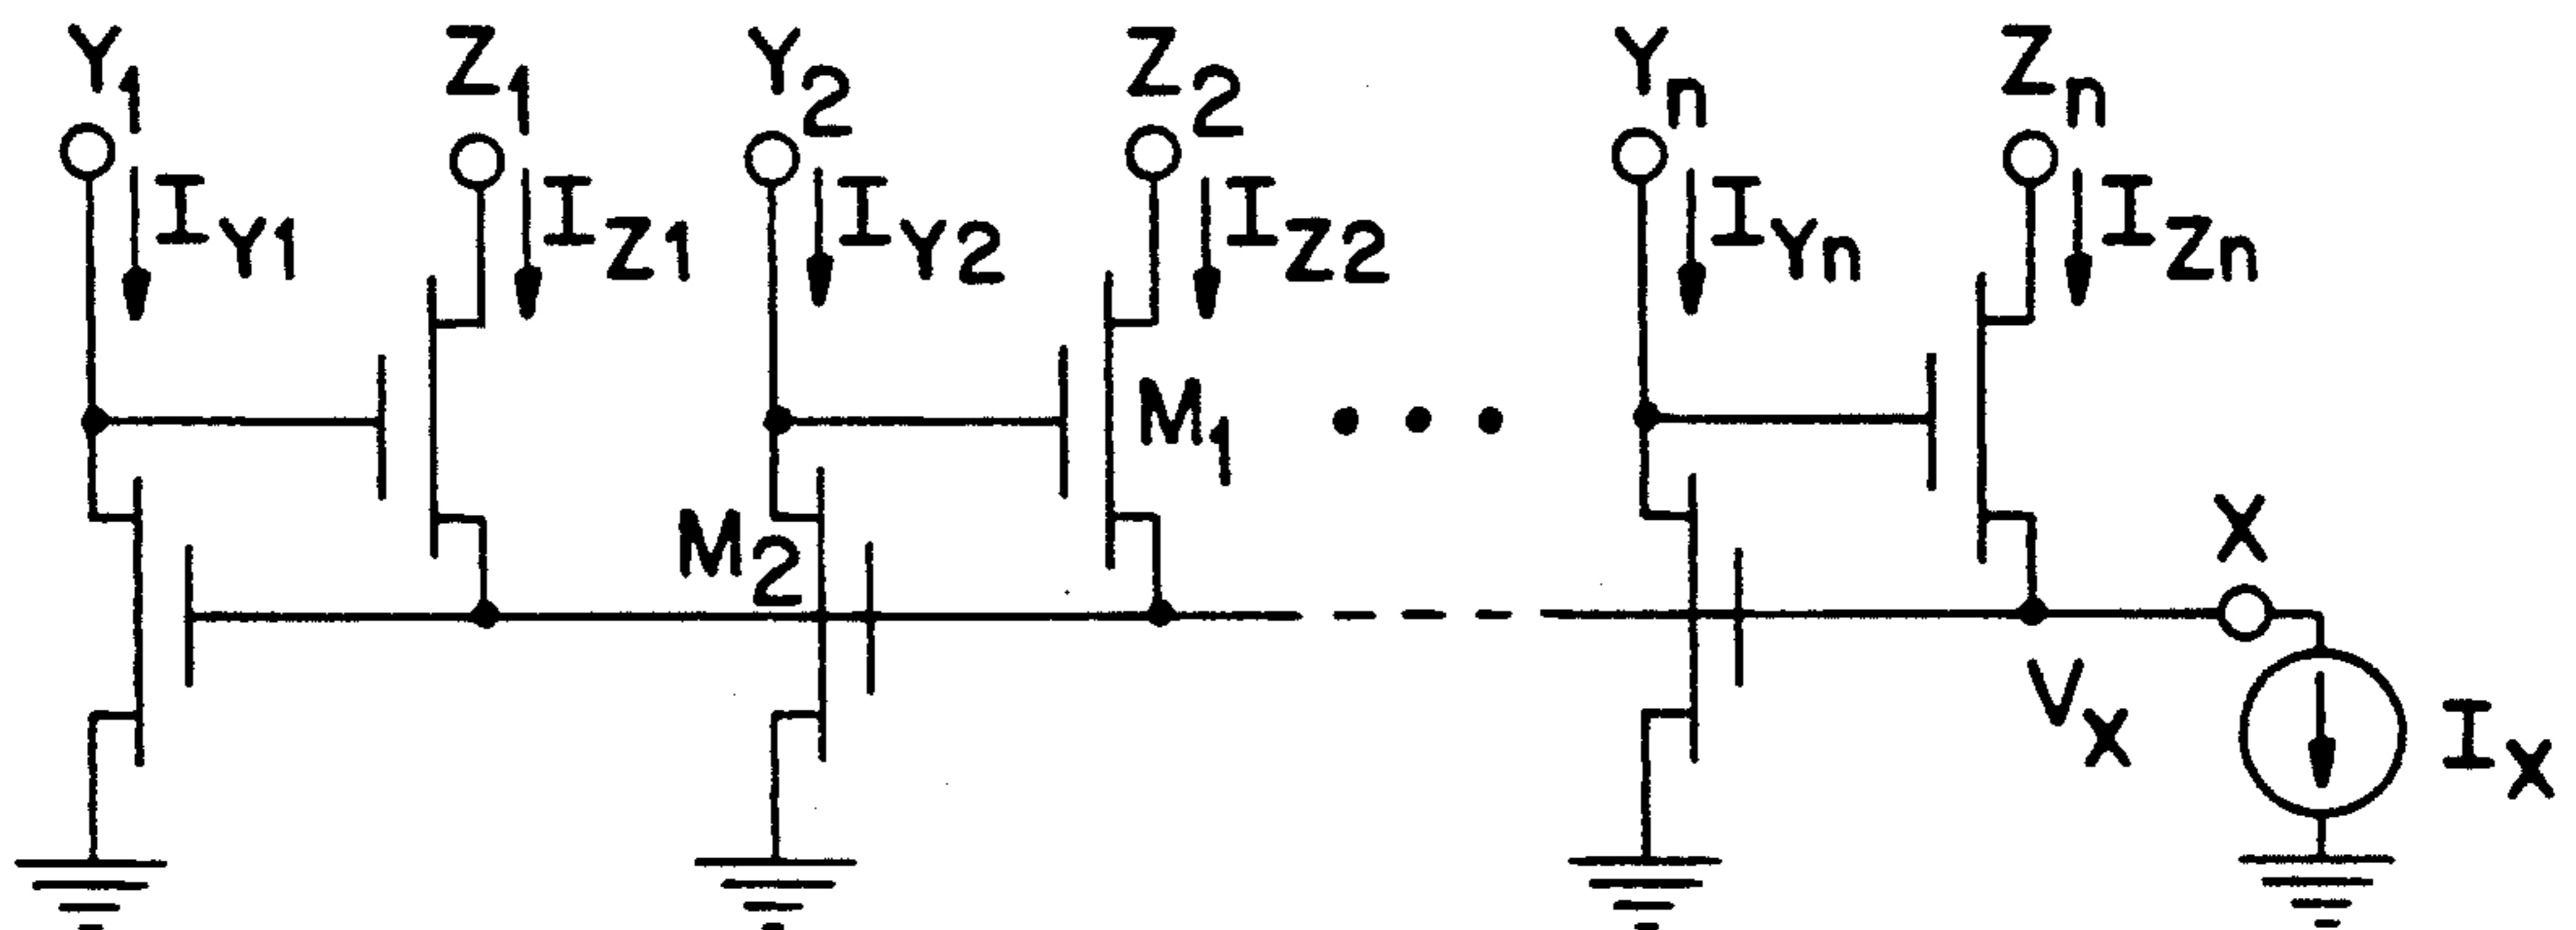 Y1 Z1 Y2 Z2 Yn Zn
IY1 IZ1 IY2 IZ2 IYn IZn
M1
M2 X
VX IX